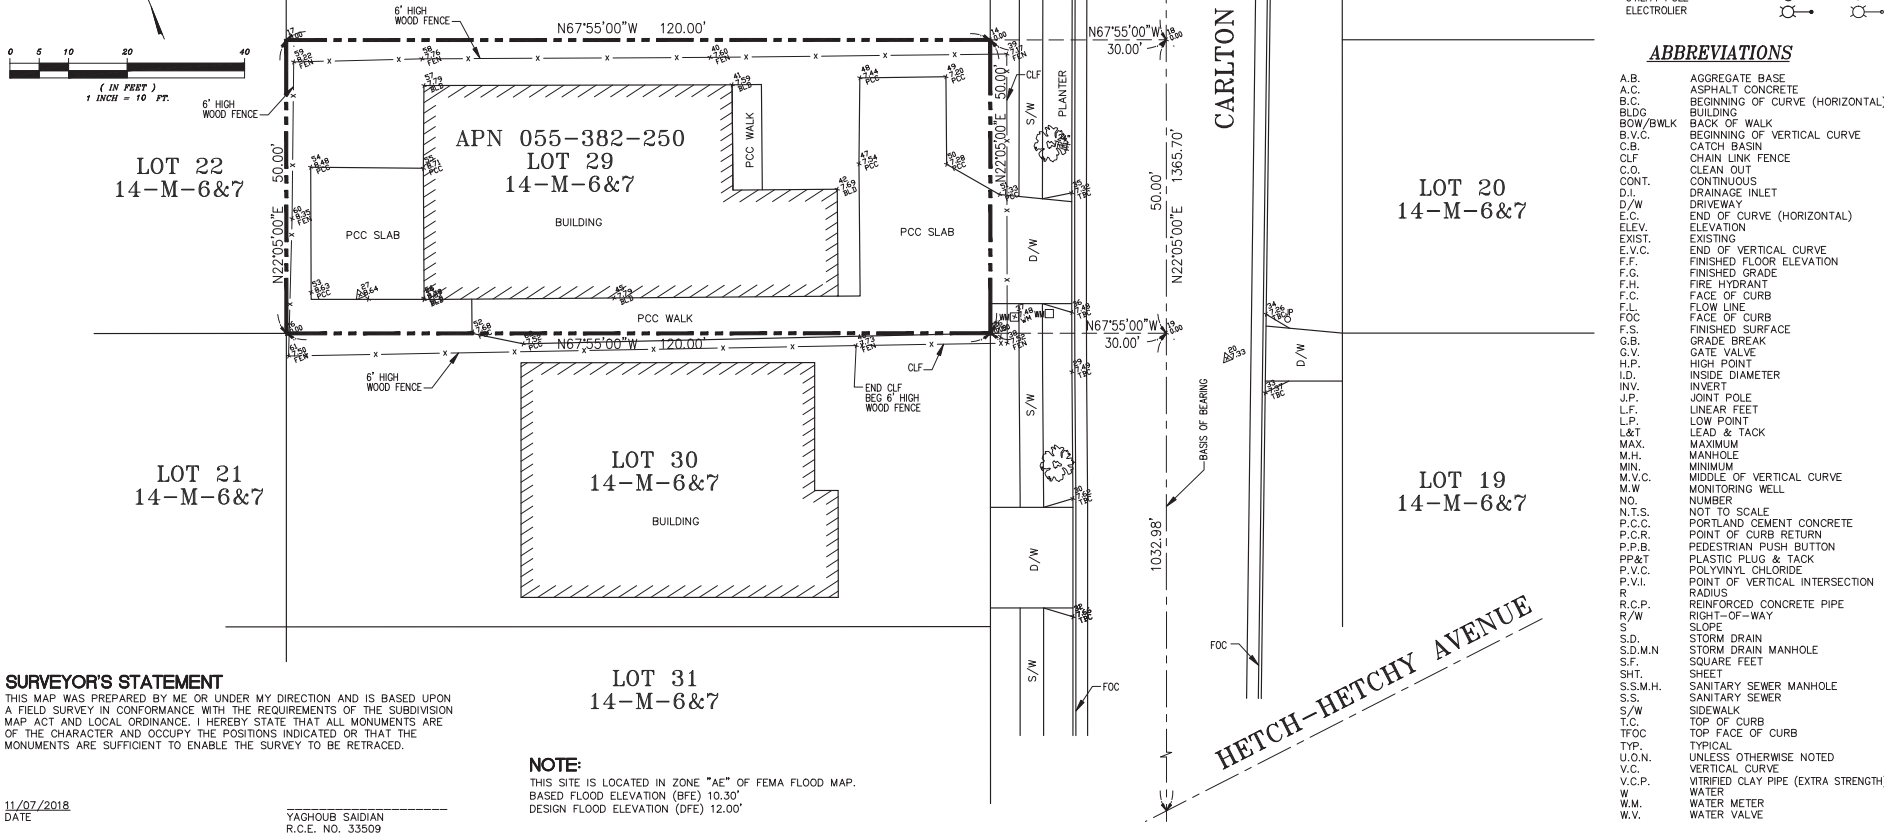 ELECTROLIER
0 5 10 20 40
( IN FEET )
1 INCH = 10 FT.
6' HIGH
WOOD FENCE
N67°55'00"W 120.00'
N67°55'00"W
30.00'
CARLTON
6' HIGH
WOOD FENCE
CLF
S/W
PLANTER
50.00'
N22°05'00"E
LOT 22
14-M-6&7
50.00'
N22°05'00"E
APN 055-382-250
LOT 29
14-M-6&7
BUILDING
PCC WALK
PCC SLAB
PCC SLAB
D/W
50.00'
N22°05'00"E 1365.70'
LOT 20
14-M-6&7
PCC WALK
N67°55'00"W 120.00'
WM
WM
N67°55'00"W
30.00'
6' HIGH
WOOD FENCE
CLF
END CLF
BEG 6' HIGH
WOOD FENCE
S/W
D/W
BASIS OF BEARING
LOT 21
14-M-6&7
LOT 30
14-M-6&7
BUILDING
LOT 19
14-M-6&7
D/W
1032.98'
S/W
FOC
FOC
HETCH-HETCHY AVENUE
LOT 31
14-M-6&7
SURVEYOR'S STATEMENT
THIS MAP WAS PREPARED BY ME OR UNDER MY DIRECTION AND IS BASED UPON
A FIELD SURVEY IN CONFORMANCE WITH THE REQUIREMENTS OF THE SUBDIVISION
MAP ACT AND LOCAL ORDINANCE. I HEREBY STATE THAT ALL MONUMENTS ARE
OF THE CHARACTER AND OCCUPY THE POSITIONS INDICATED OR THAT THE
MONUMENTS ARE SUFFICIENT TO ENABLE THE SURVEY TO BE RETRACED.
11/07/2018
DATE
YAGHOUB SAIDIAN
R.C.E. NO. 33509
NOTE:
THIS SITE IS LOCATED IN ZONE "AE" OF FEMA FLOOD MAP.
BASED FLOOD ELEVATION (BFE) 10.30'
DESIGN FLOOD ELEVATION (DFE) 12.00'
ABBREVIATIONS
A.B. AGGREGATE BASE
A.C. ASPHALT CONCRETE
B.C. BEGINNING OF CURVE (HORIZONTAL)
BLDG BUILDING
BOW/BWLK BACK OF WALK
B.V.C. BEGINNING OF VERTICAL CURVE
C.B. CATCH BASIN
CLF CHAIN LINK FENCE
C.O. CLEAN OUT
CONT. CONTINUOUS
D.I. DRAINAGE INLET
D/W DRIVEWAY
E.C. END OF CURVE (HORIZONTAL)
ELEV. ELEVATION
EXIST. EXISTING
E.V.C. END OF VERTICAL CURVE
F.F. FINISHED FLOOR ELEVATION
F.G. FINISHED GRADE
F.H. FIRE HYDRANT
F.C. FACE OF CURB
F.L. FLOW LINE
FOC FACE OF CURB
F.S. FINISHED SURFACE
G.B. GRADE BREAK
G.V. GATE VALVE
H.P. HIGH POINT
I.D. INSIDE DIAMETER
INV. INVERT
J.P. JOINT POLE
L.F. LINEAR FEET
L.P. LOW POINT
L&T LEAD & TACK
MAX. MAXIMUM
M.H. MANHOLE
MIN. MINIMUM
M.V.C. MIDDLE OF VERTICAL CURVE
M.W MONITORING WELL
NO. NUMBER
N.T.S. NOT TO SCALE
P.C.C. PORTLAND CEMENT CONCRETE
P.C.R. POINT OF CURB RETURN
P.P.B. PEDESTRIAN PUSH BUTTON
PP&T PLASTIC PLUG & TACK
P.V.C. POLYVINYL CHLORIDE
P.V.I. POINT OF VERTICAL INTERSECTION
R RADIUS
R.C.P. REINFORCED CONCRETE PIPE
R/W RIGHT-OF-WAY
S SLOPE
S.D. STORM DRAIN
S.D.M.N STORM DRAIN MANHOLE
S.F. SQUARE FEET
SHT. SHEET
S.S.M.H. SANITARY SEWER MANHOLE
S.S. SANITARY SEWER
S/W SIDEWALK
T.C. TOP OF CURB
TFOC TOP FACE OF CURB
TYP. TYPICAL
U.O.N. UNLESS OTHERWISE NOTED
V.C. VERTICAL CURVE
V.C.P. VITRIFIED CLAY PIPE (EXTRA STRENGTH
W WATER
W.M. WATER METER
W.V. WATER VALVE